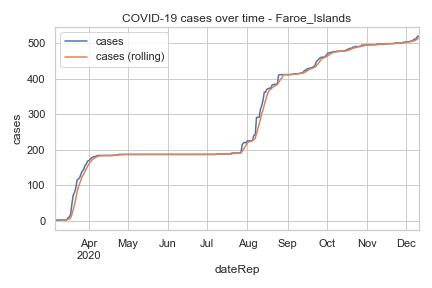 COVID-19 cases over time - Faroe_Islands
cases
cases (rolling)
500
400
300
200
100
0
cases
Apr May Jun Jul Aug Sep Oct Nov Dec
2020
dateRep